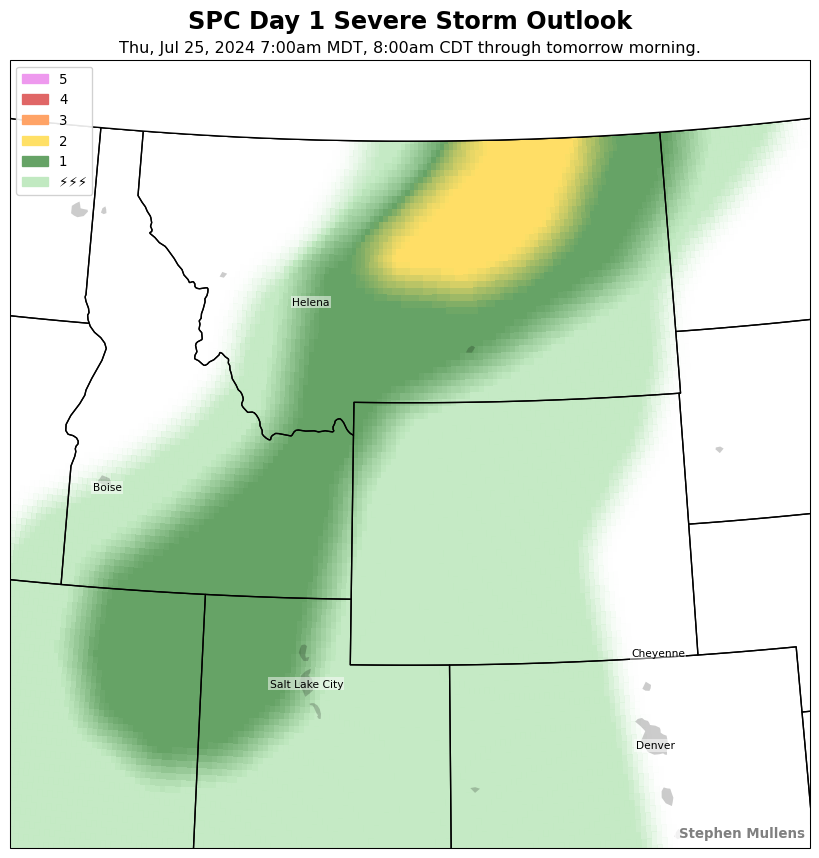 SPC Day 1 Severe Storm Outlook
Thu, Jul 25, 2024 7:00am MDT, 8:00am CDT through tomorrow morning.
5
4
3
2
1
⚡⚡⚡
Helena
Boise
Cheyenne
Salt Lake City
Denver
Stephen Mullens